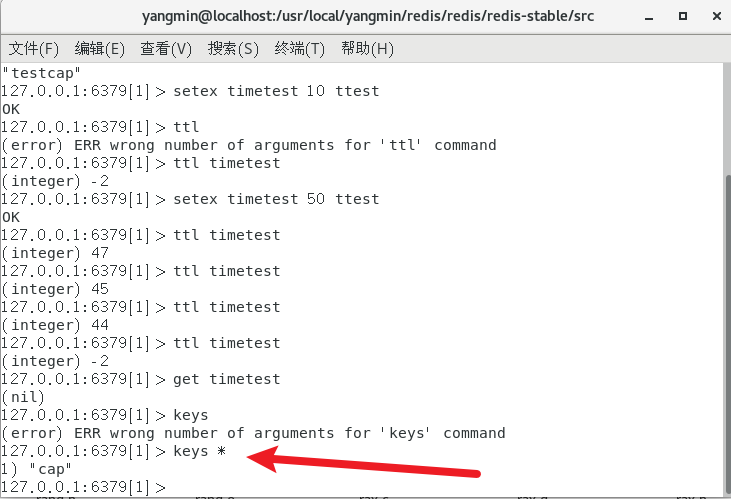 yangmin@localhost:/usr/local/yangmin/redis/redis/redis-stable/src
文件(F) 编辑(E) 查看(V) 搜索(S) 终端(T) 帮助(H)
"testcap"
127.0.0.1:6379[1]> setex timetest 10 ttest
OK
127.0.0.1:6379[1]> ttl
(error) ERR wrong number of arguments for 'ttl' command
127.0.0.1:6379[1]> ttl timetest
(integer) -2
127.0.0.1:6379[1]> setex timetest 50 ttest
OK
127.0.0.1:6379[1]> ttl timetest
(integer) 47
127.0.0.1:6379[1]> ttl timetest
(integer) 45
127.0.0.1:6379[1]> ttl timetest
(integer) 44
127.0.0.1:6379[1]> ttl timetest
(integer) -2
127.0.0.1:6379[1]> get timetest
(nil)
127.0.0.1:6379[1]> keys
(error) ERR wrong number of arguments for 'keys' command
127.0.0.1:6379[1]> keys *
1) "cap"
127.0.0.1:6379[1]>